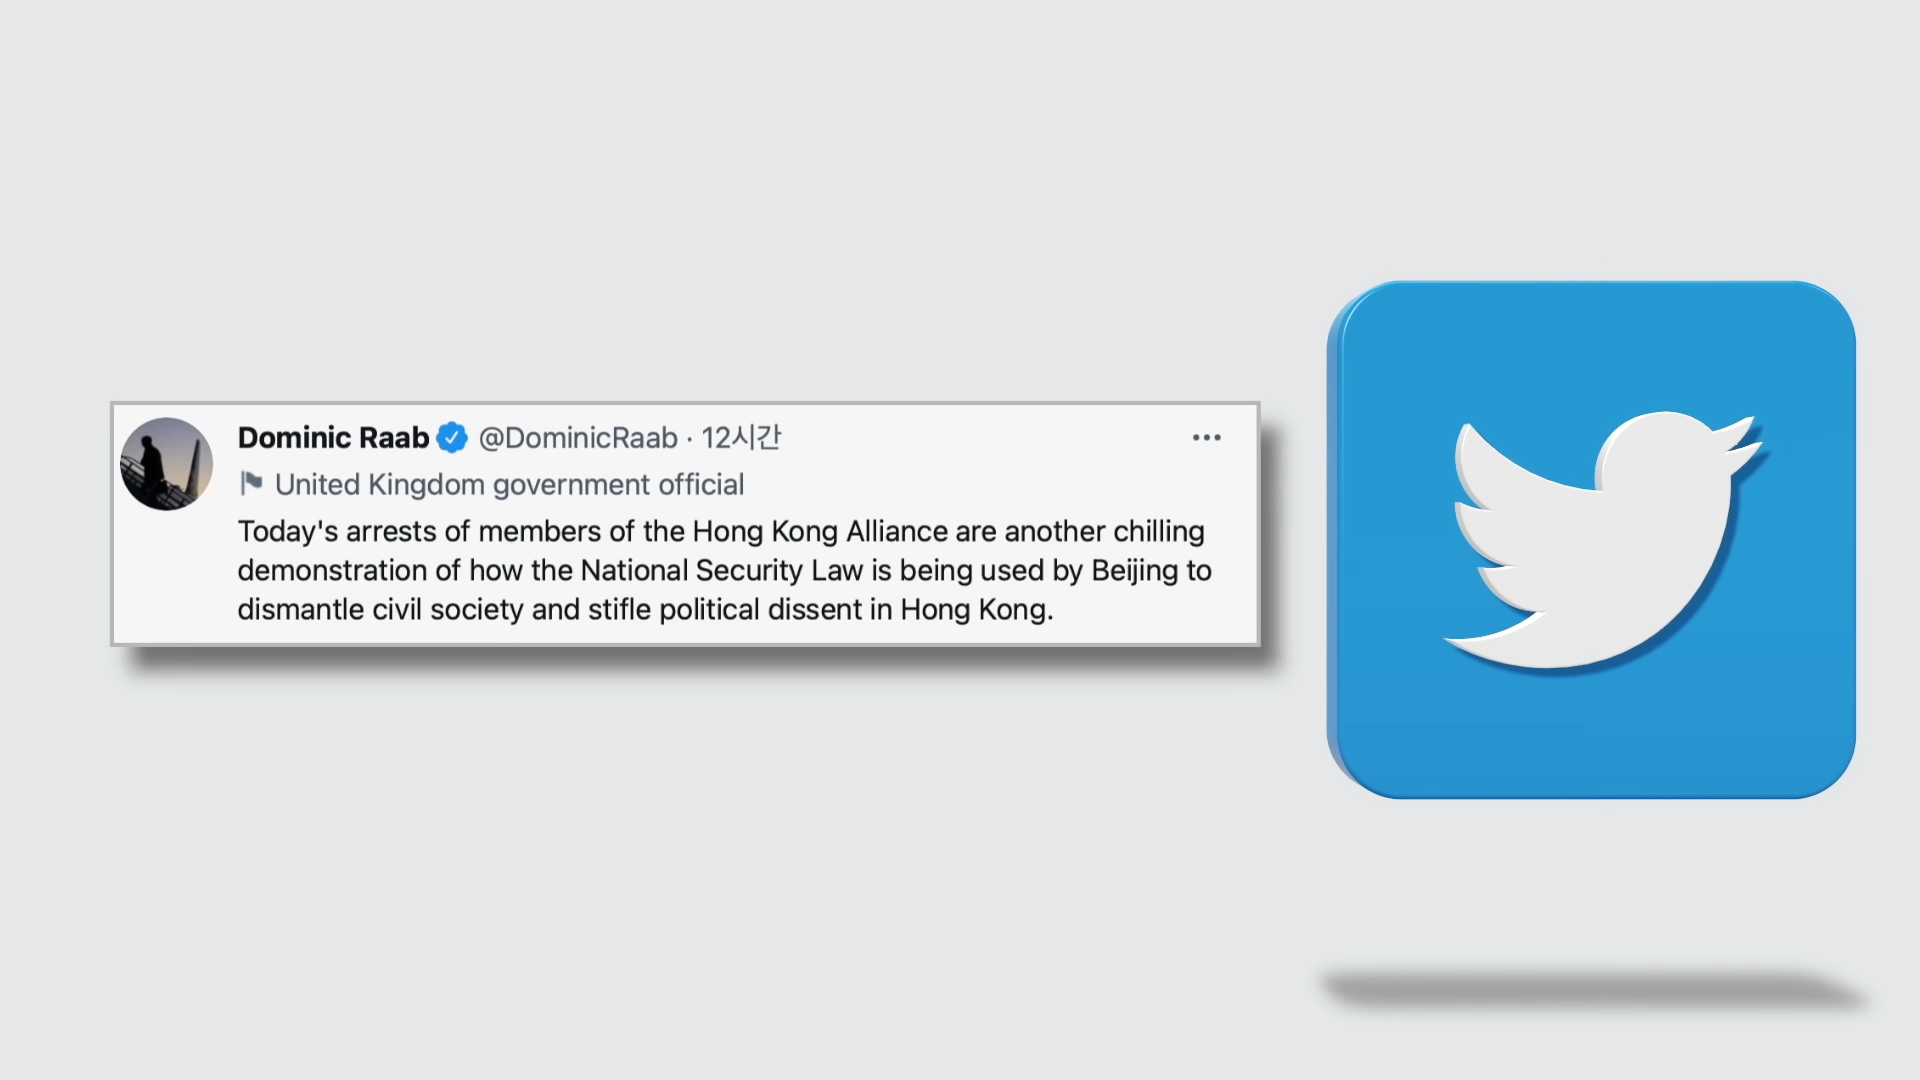 Dominic Raab @DominicRaab · 12시간
United Kingdom government official
Today's arrests of members of the Hong Kong Alliance are another chilling
demonstration of how the National Security Law is being used by Beijing to
dismantle civil society and stifle political dissent in Hong Kong.